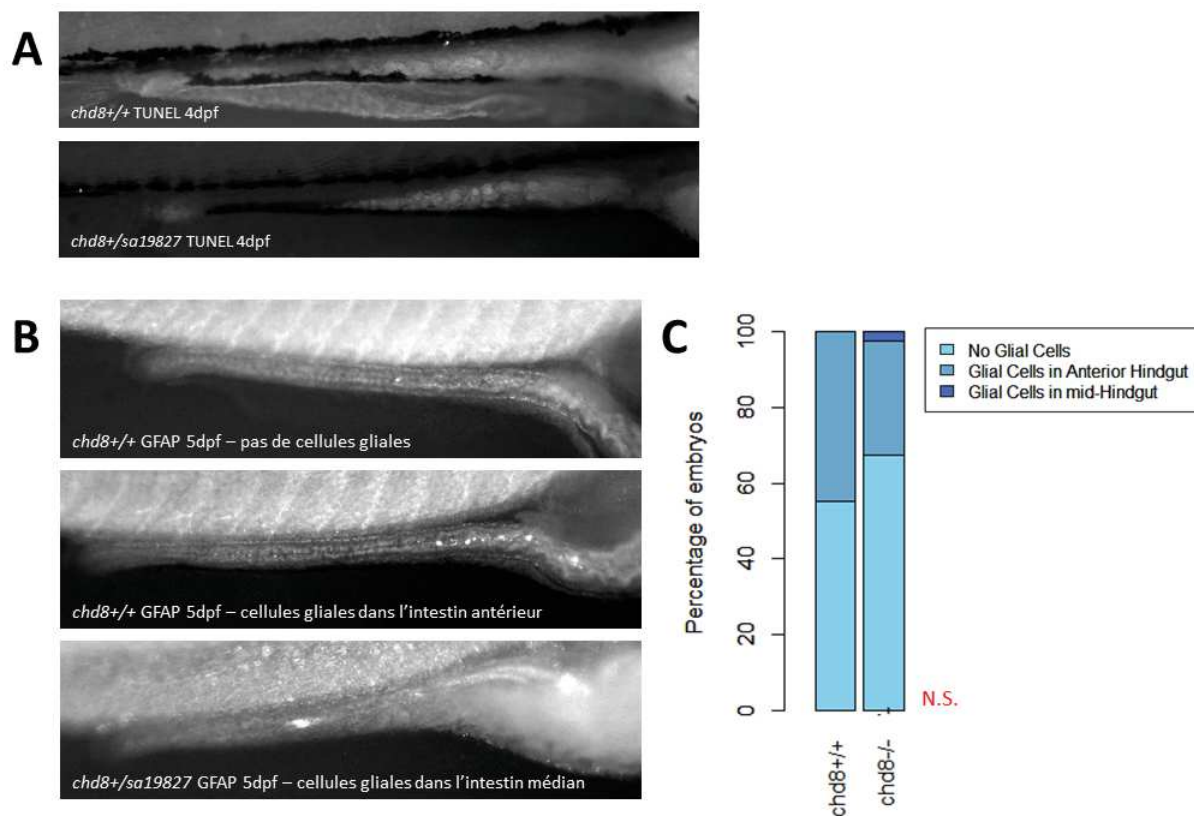 A
chd8+/+ TUNEL 4dpf
chd8+/sa19827 TUNEL 4dpf
B
chd8+/+ GFAP 5dpf – pas de cellules gliales
chd8+/+ GFAP 5dpf – cellules gliales dans l'intestin antérieur
chd8+/sa19827 GFAP 5dpf – cellules gliales dans l'intestin médian
C
Percentage of embryos
100
80
60
40
20
0
No Glial Cells
Glial Cells in Anterior Hindgut
Glial Cells in mid-Hindgut
N.S.
chd8+/+
chd8-/-